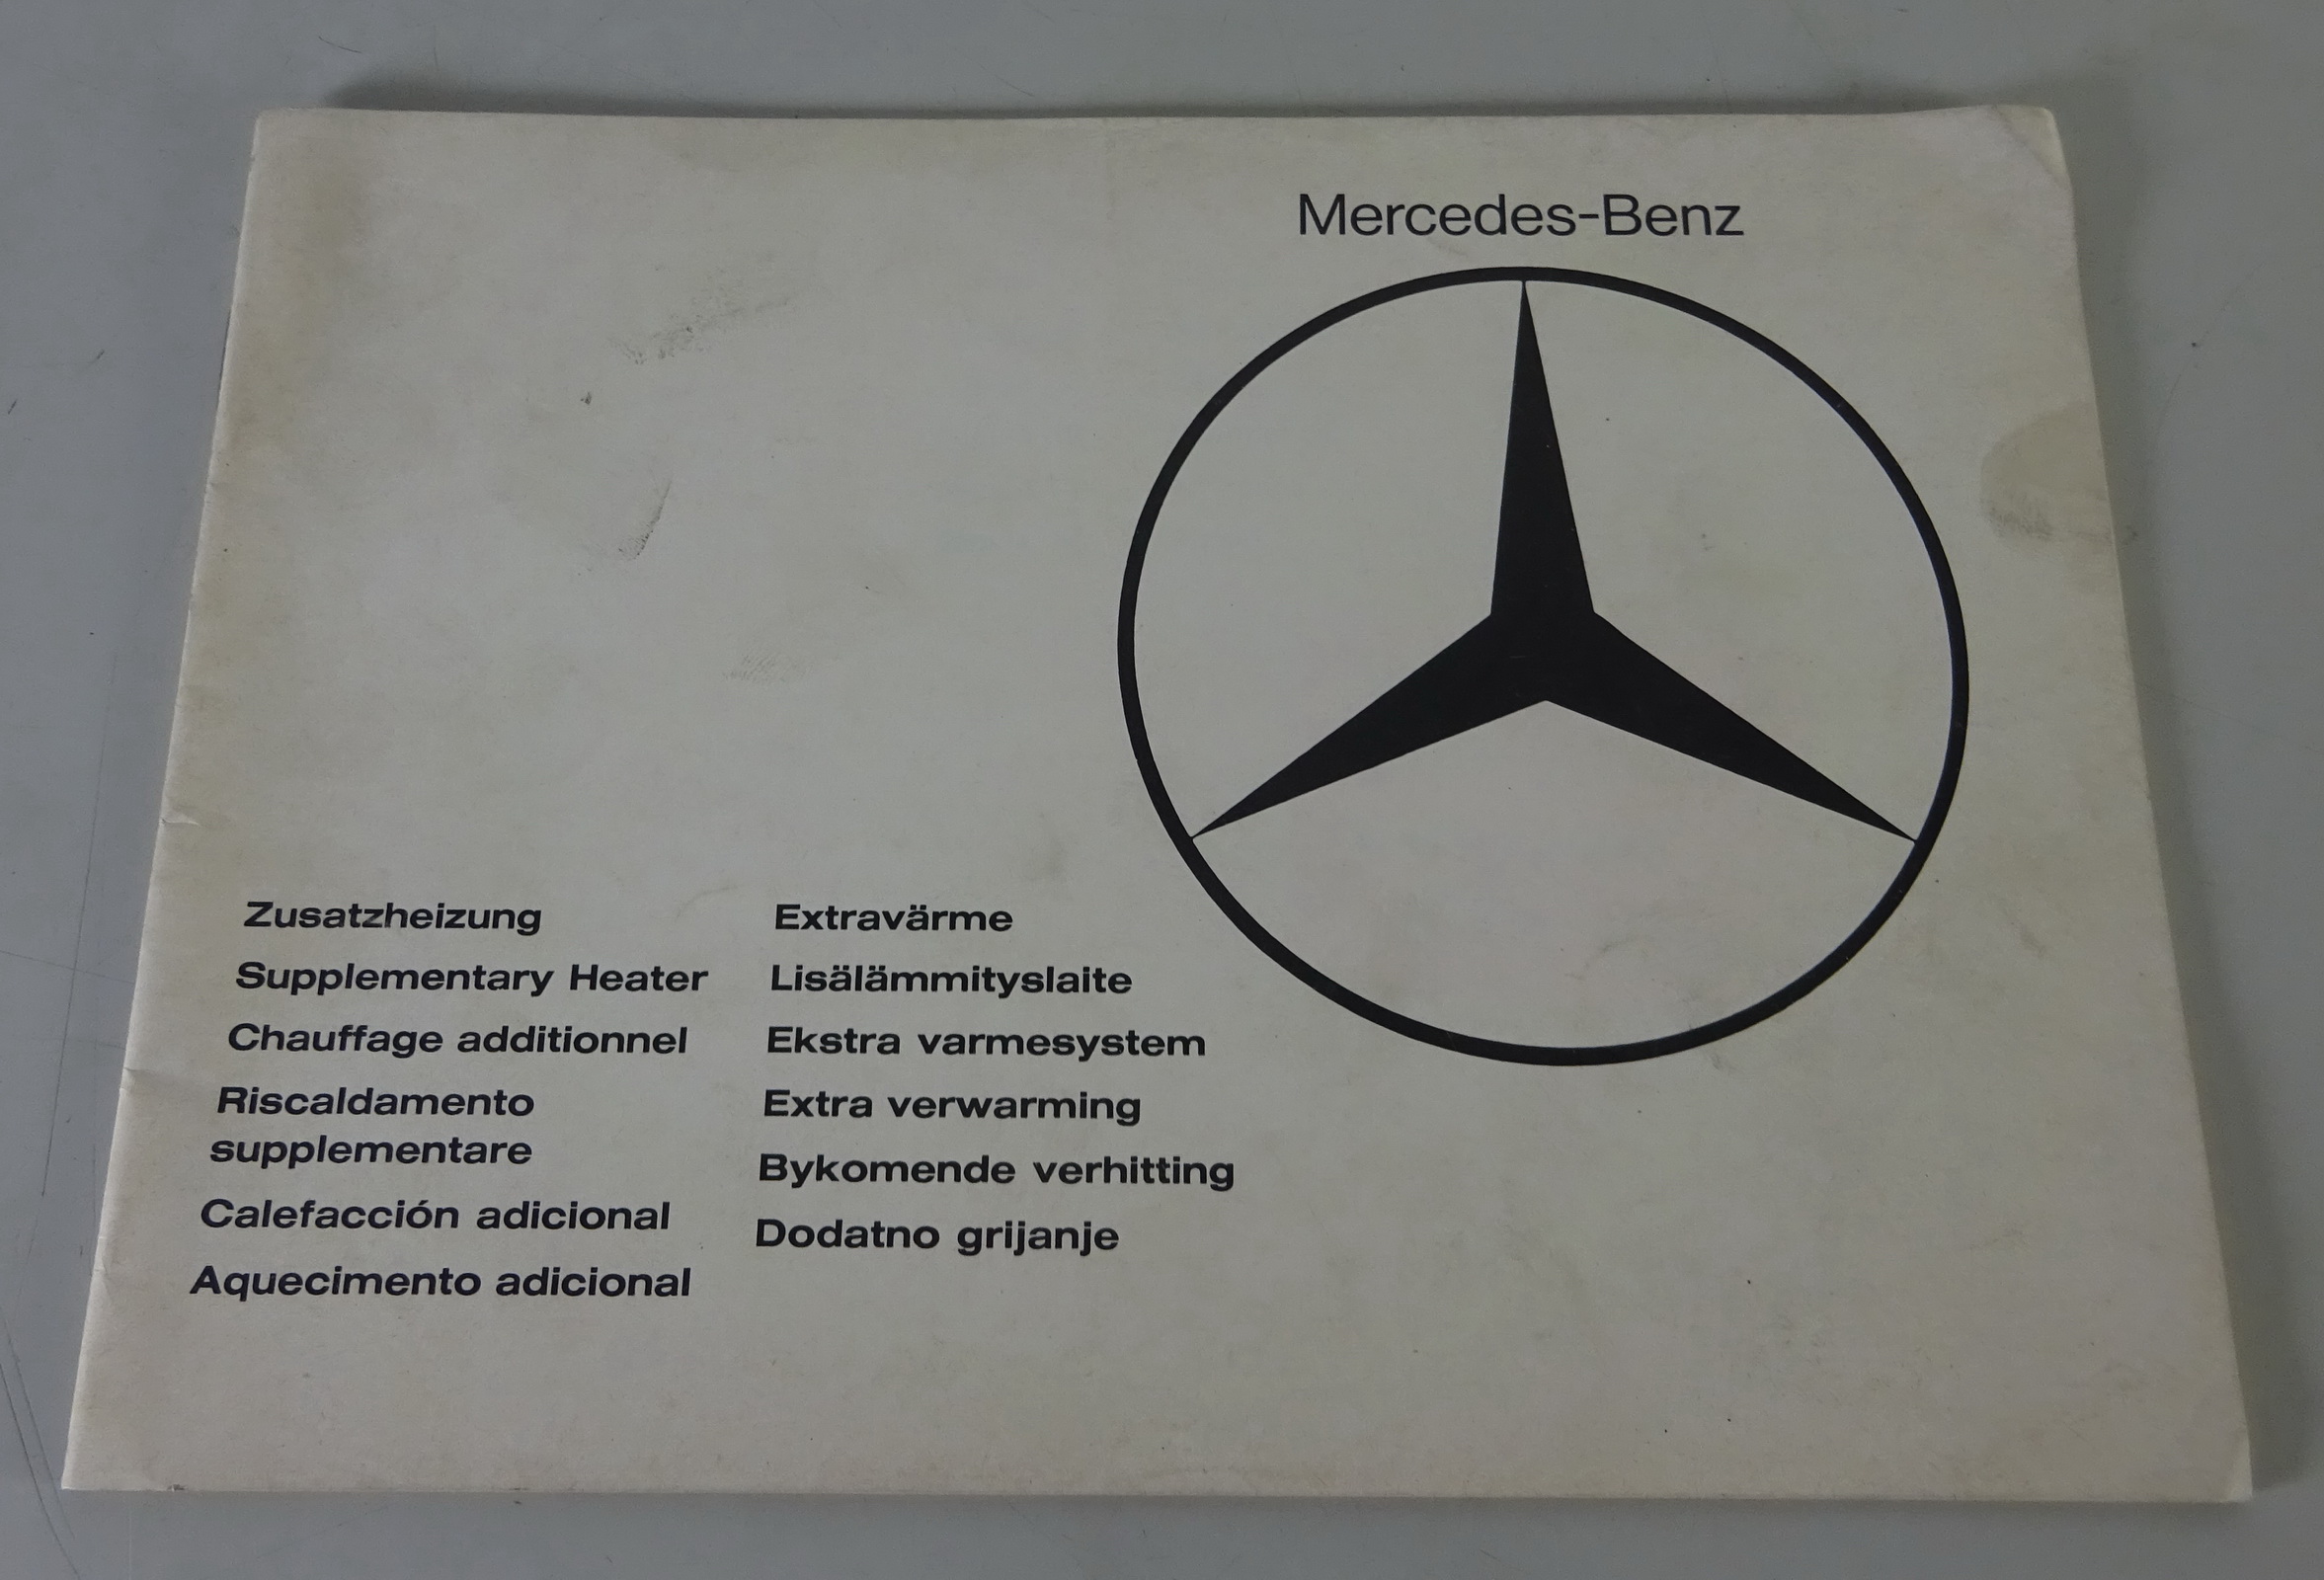 Mercedes-Benz
Zusatzheizung
Supplementary Heater
Chauffage additionnel
Riscaldamento
supplementare
Calefacción adicional
Aquecimento adicional
Extravärme
Lisälämmityslaite
Ekstra varmesystem
Extra verwarming
Bykomende verhitting
Dodatno grijanje